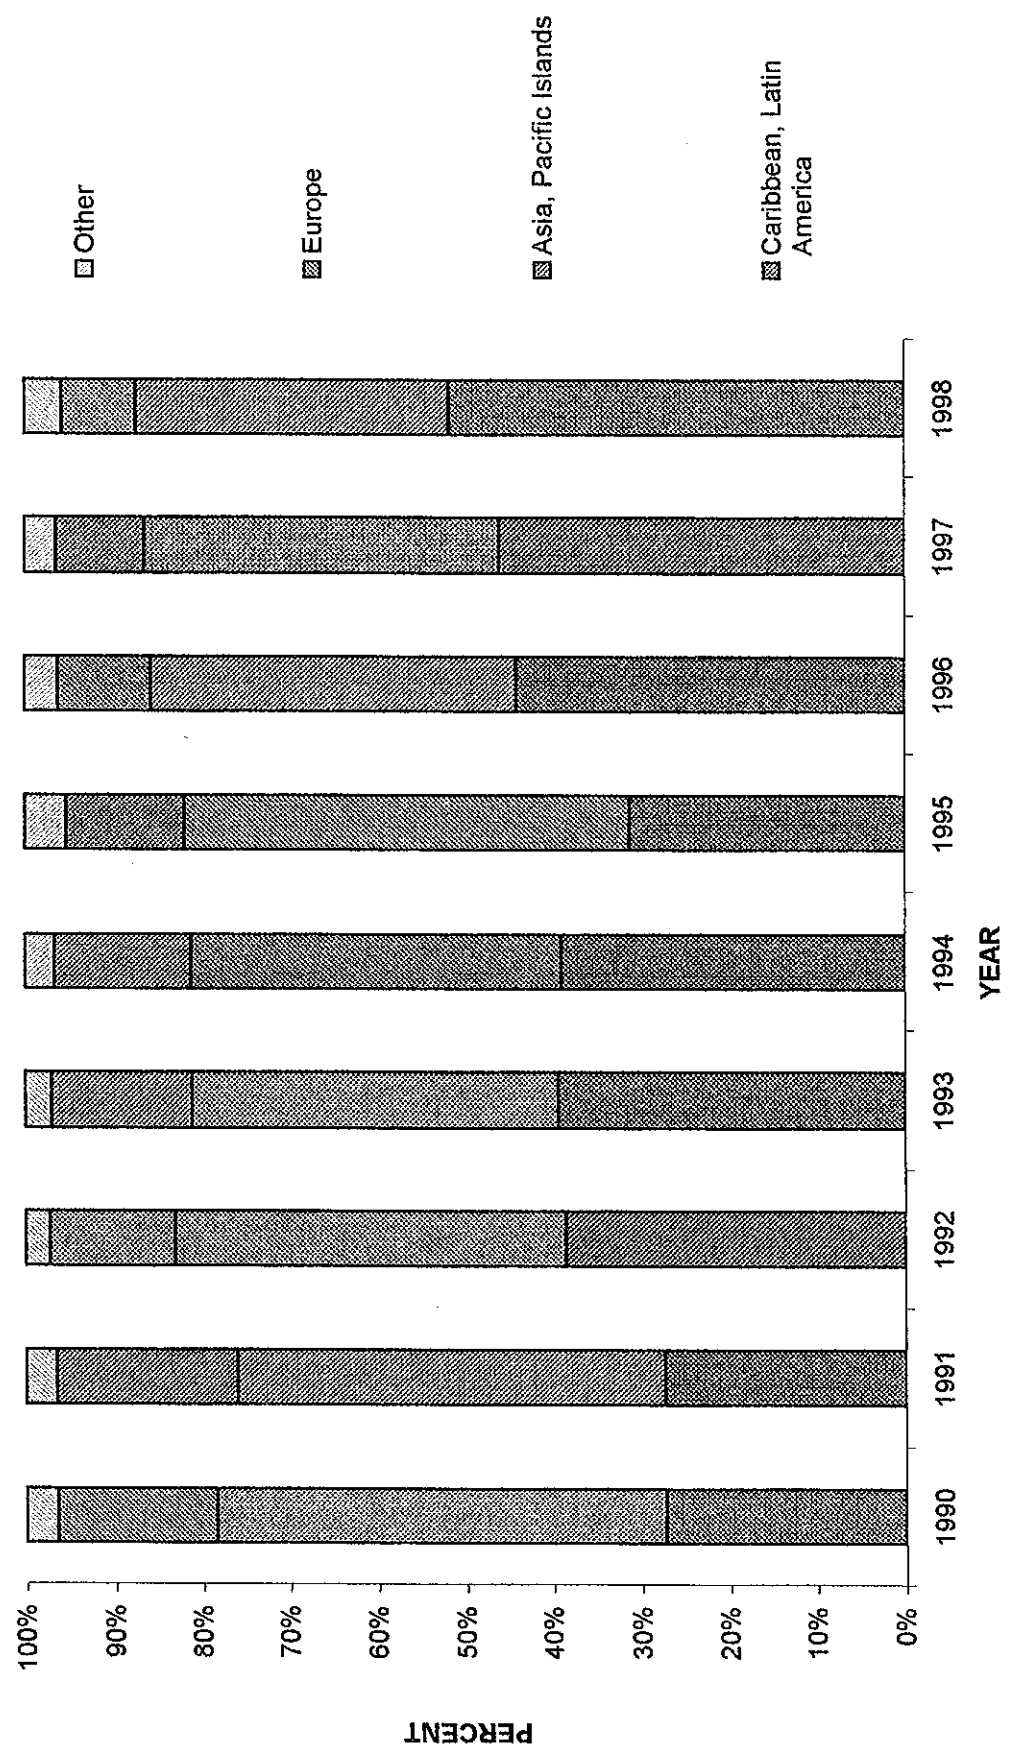 100%
90%
80%
70%
60%
50%
40%
30%
20%
10%
0%
PERCENT
1990
1991
1992
1993
1994
1995
1996
1997
1998
YEAR
Other
Europe
Asia, Pacific Islands
Caribbean, Latin
America